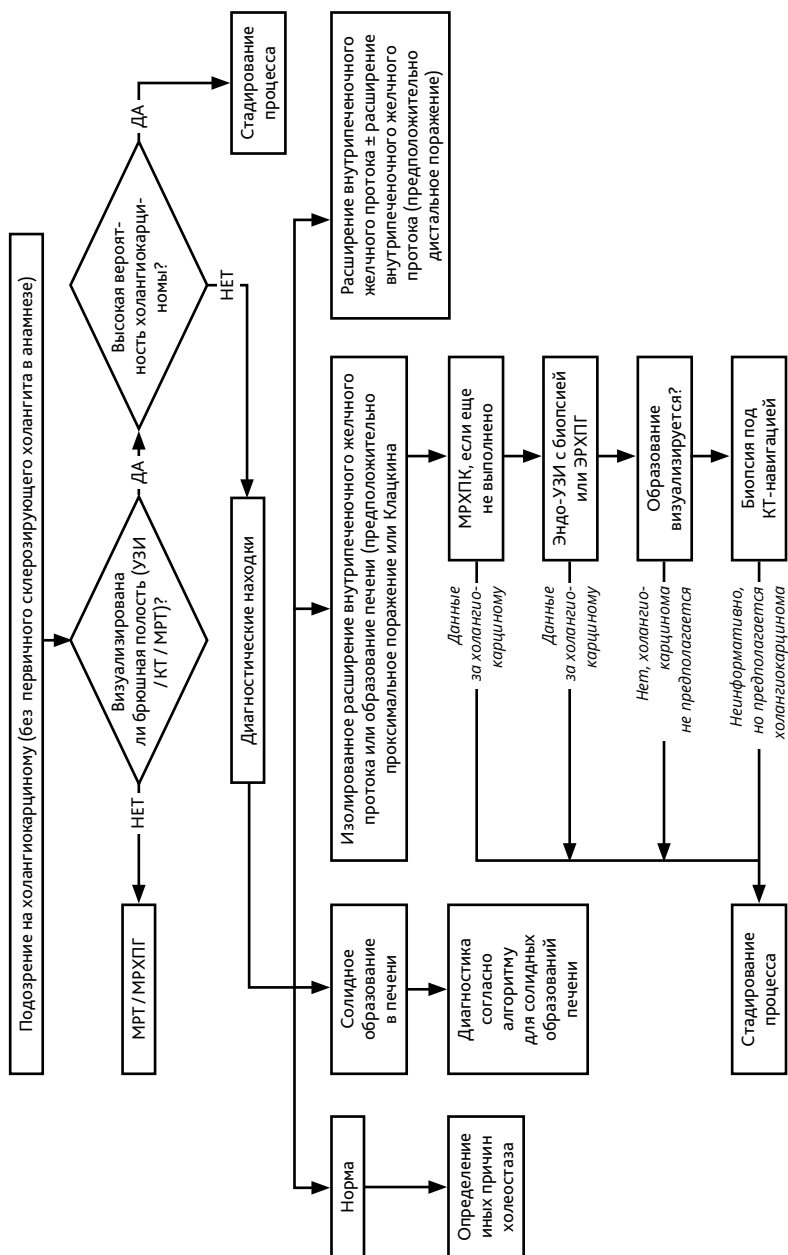 Подозрение на холангиокарциному (без первичного склерозирующего холангита в анамнезе)
Визуализирована
ли брюшная полость (УЗИ
/ КТ / МРТ)?
НЕТ
ДА
МРТ / МРХПГ
Высокая вероят-
ность холангиокарци-
номы?
ДА
НЕТ
Стадирование
процесса
Диагностические находки
Норма
Определение
иных причин
холеостаза
Солидное
образование
в печени
Диагностика
согласно
алгоритму
для солидных
образований
печени
Изолированное расширение внутрипеченочного желчного
протока или образование печени (предположительно
проксимальное поражение или Клацкина
МРХПК, если еще
не выполнено
Данные
за холангио-
карциному
Эндо-УЗИ с биопсией
или ЭРХПГ
Данные
за холангио-
карциному
Образование
визуализируется?
Нет, холангио-
карцинома
не предполагается
Биопсия под
КТ-навигацией
Неинформативно,
но предполагается
холангиокарцинома
Стадирование
процесса
Расширение внутрипеченочного
желчного протока ± расширение
внутрипеченочного желчного
протока (предположительно
дистальное поражение)